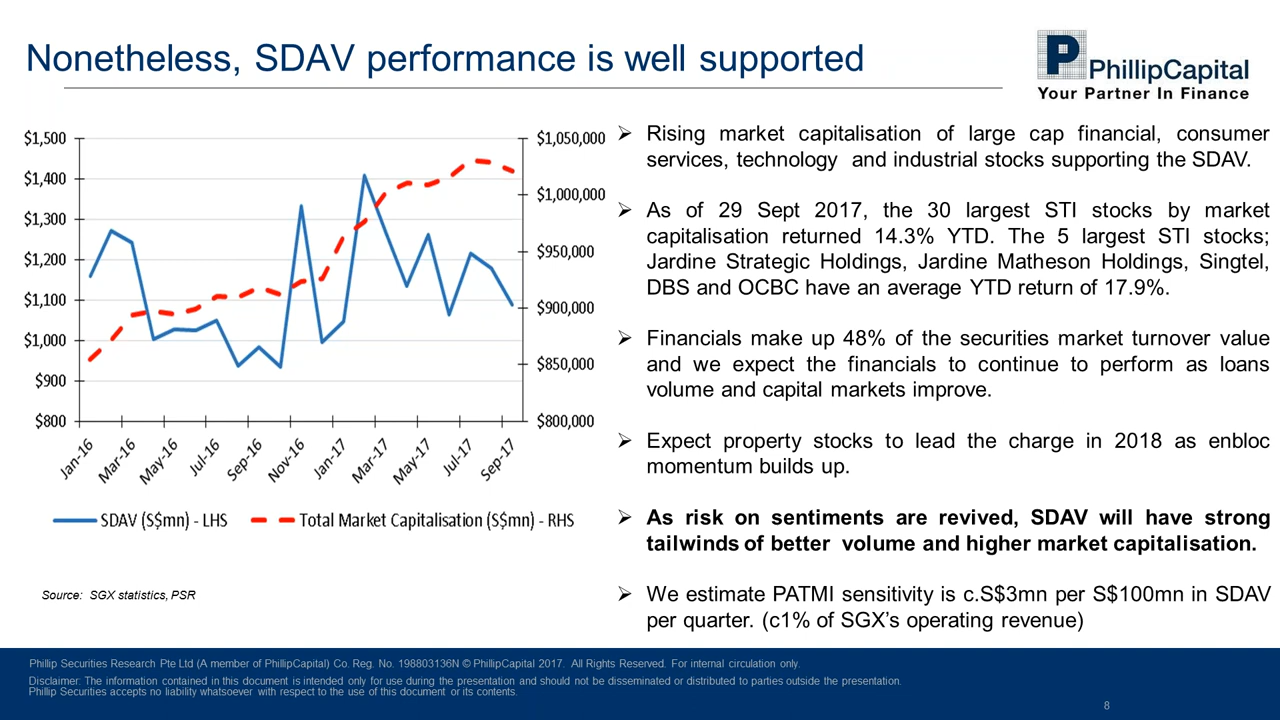 Nonetheless, SDAV performance is well supported
P
PhillipCapital
Your Partner In Finance
$1,500
$1,400
$1,300
$1,200
$1,100
$1,000
$900
$800
$1,050,000
$1,000,000
$950,000
$900,000
$850,000
$800,000
Jan-16
Mar-16
May-16
Jul-16
Sep-16
Nov-16
Jan-17
Mar-17
May-17
Jul-17
Sep-17
SDAV (S$mn) - LHS
Total Market Capitalisation (S$mn) - RHS
Source: SGX statistics, PSR
➢ Rising market capitalisation of large cap financial, consumer
services, technology and industrial stocks supporting the SDAV.
➢ As of 29 Sept 2017, the 30 largest STI stocks by market
capitalisation returned 14.3% YTD. The 5 largest STI stocks;
Jardine Strategic Holdings, Jardine Matheson Holdings, Singtel,
DBS and OCBC have an average YTD return of 17.9%.
➢ Financials make up 48% of the securities market turnover value
and we expect the financials to continue to perform as loans
volume and capital markets improve.
➢ Expect property stocks to lead the charge in 2018 as enbloc
momentum builds up.
➢ As risk on sentiments are revived, SDAV will have strong
tailwinds of better volume and higher market capitalisation.
➢ We estimate PATMI sensitivity is c.S$3mn per S$100mn in SDAV
per quarter. (c1% of SGX’s operating revenue)
Phillip Securities Research Pte Ltd (A member of PhillipCapital) Co. Reg. No. 198803136N © PhillipCapital 2017. All Rights Reserved. For internal circulation only.
Disclaimer: The information contained in this document is intended only for use during the presentation and should not be disseminated or distributed to parties outside the presentation.
Phillip Securities accepts no liability whatsoever with respect to the use of this document or its contents.
8